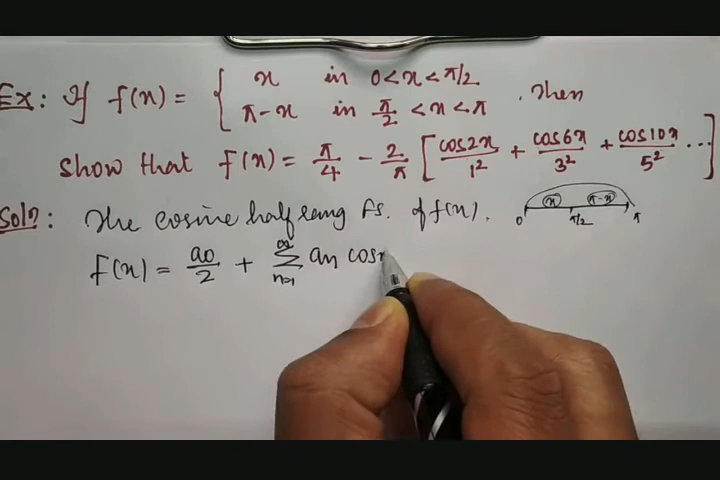 Ex: If f(x) = { x in 0<x<π/2
π-x in π/2 <x<π . Then
show that f(x) = π/4 - 2/π [cos2x/1² + cos6x/3² + cos10x/5² ...]
Soln: The cosine half rang Fs. of f(x). 0 x π/2 π-x π
f(x) = a0/2 + ∞ Σ n=1 an cos